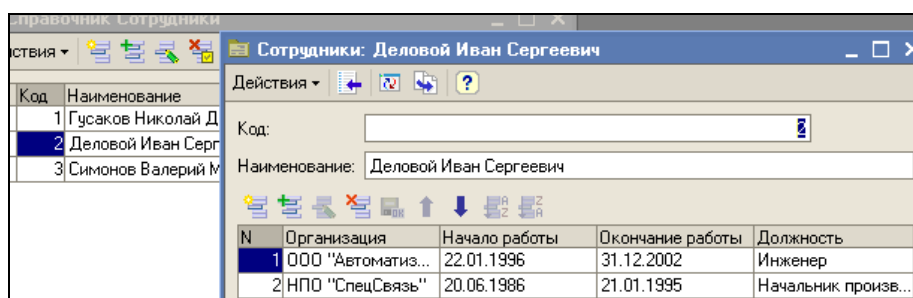 Справочник Сотрудники
йствия
Код Наименование
1 Гусаков Николай Д
2 Деловой Иван Серг
3 Симонов Валерий М
Сотрудники: Деловой Иван Сергеевич
Действия
Код: 2
Наименование: Деловой Иван Сергеевич
N Организация Начало работы Окончание работы Должность
1 ООО "Автоматиз... 22.01.1996 31.12.2002 Инженер
2 НПО "СпецСвязь" 20.06.1986 21.01.1995 Начальник произв...